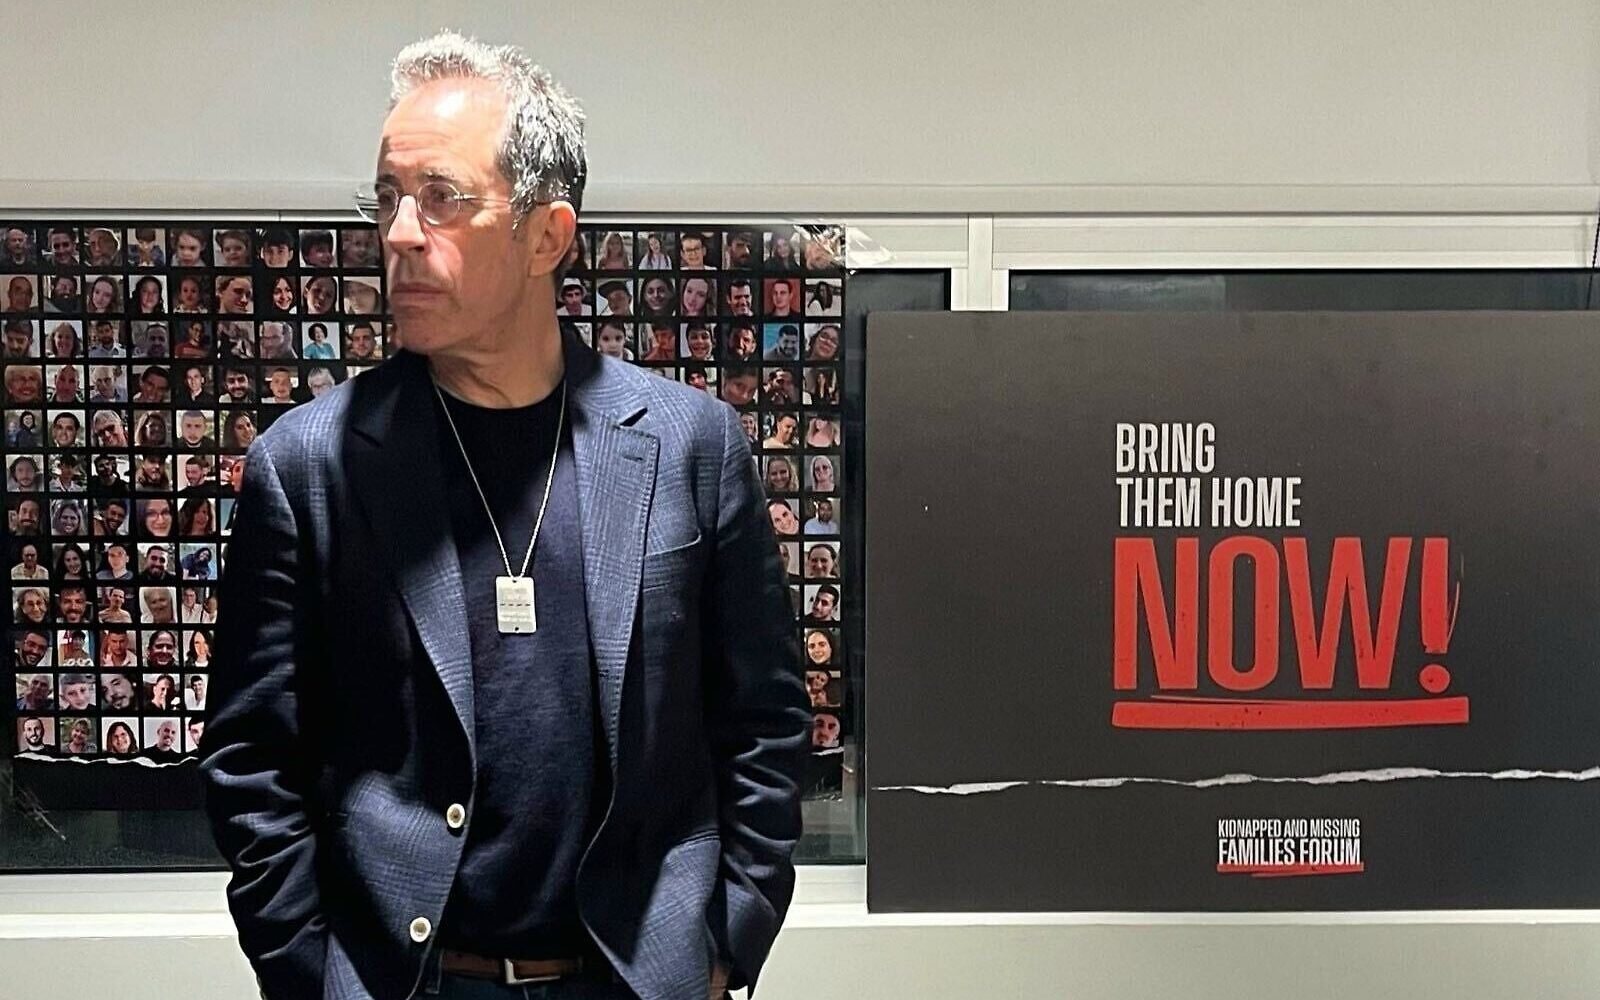 BRING
THEM HOME
NOW!
KIDNAPPED AND MISSING
FAMILIES FORUM